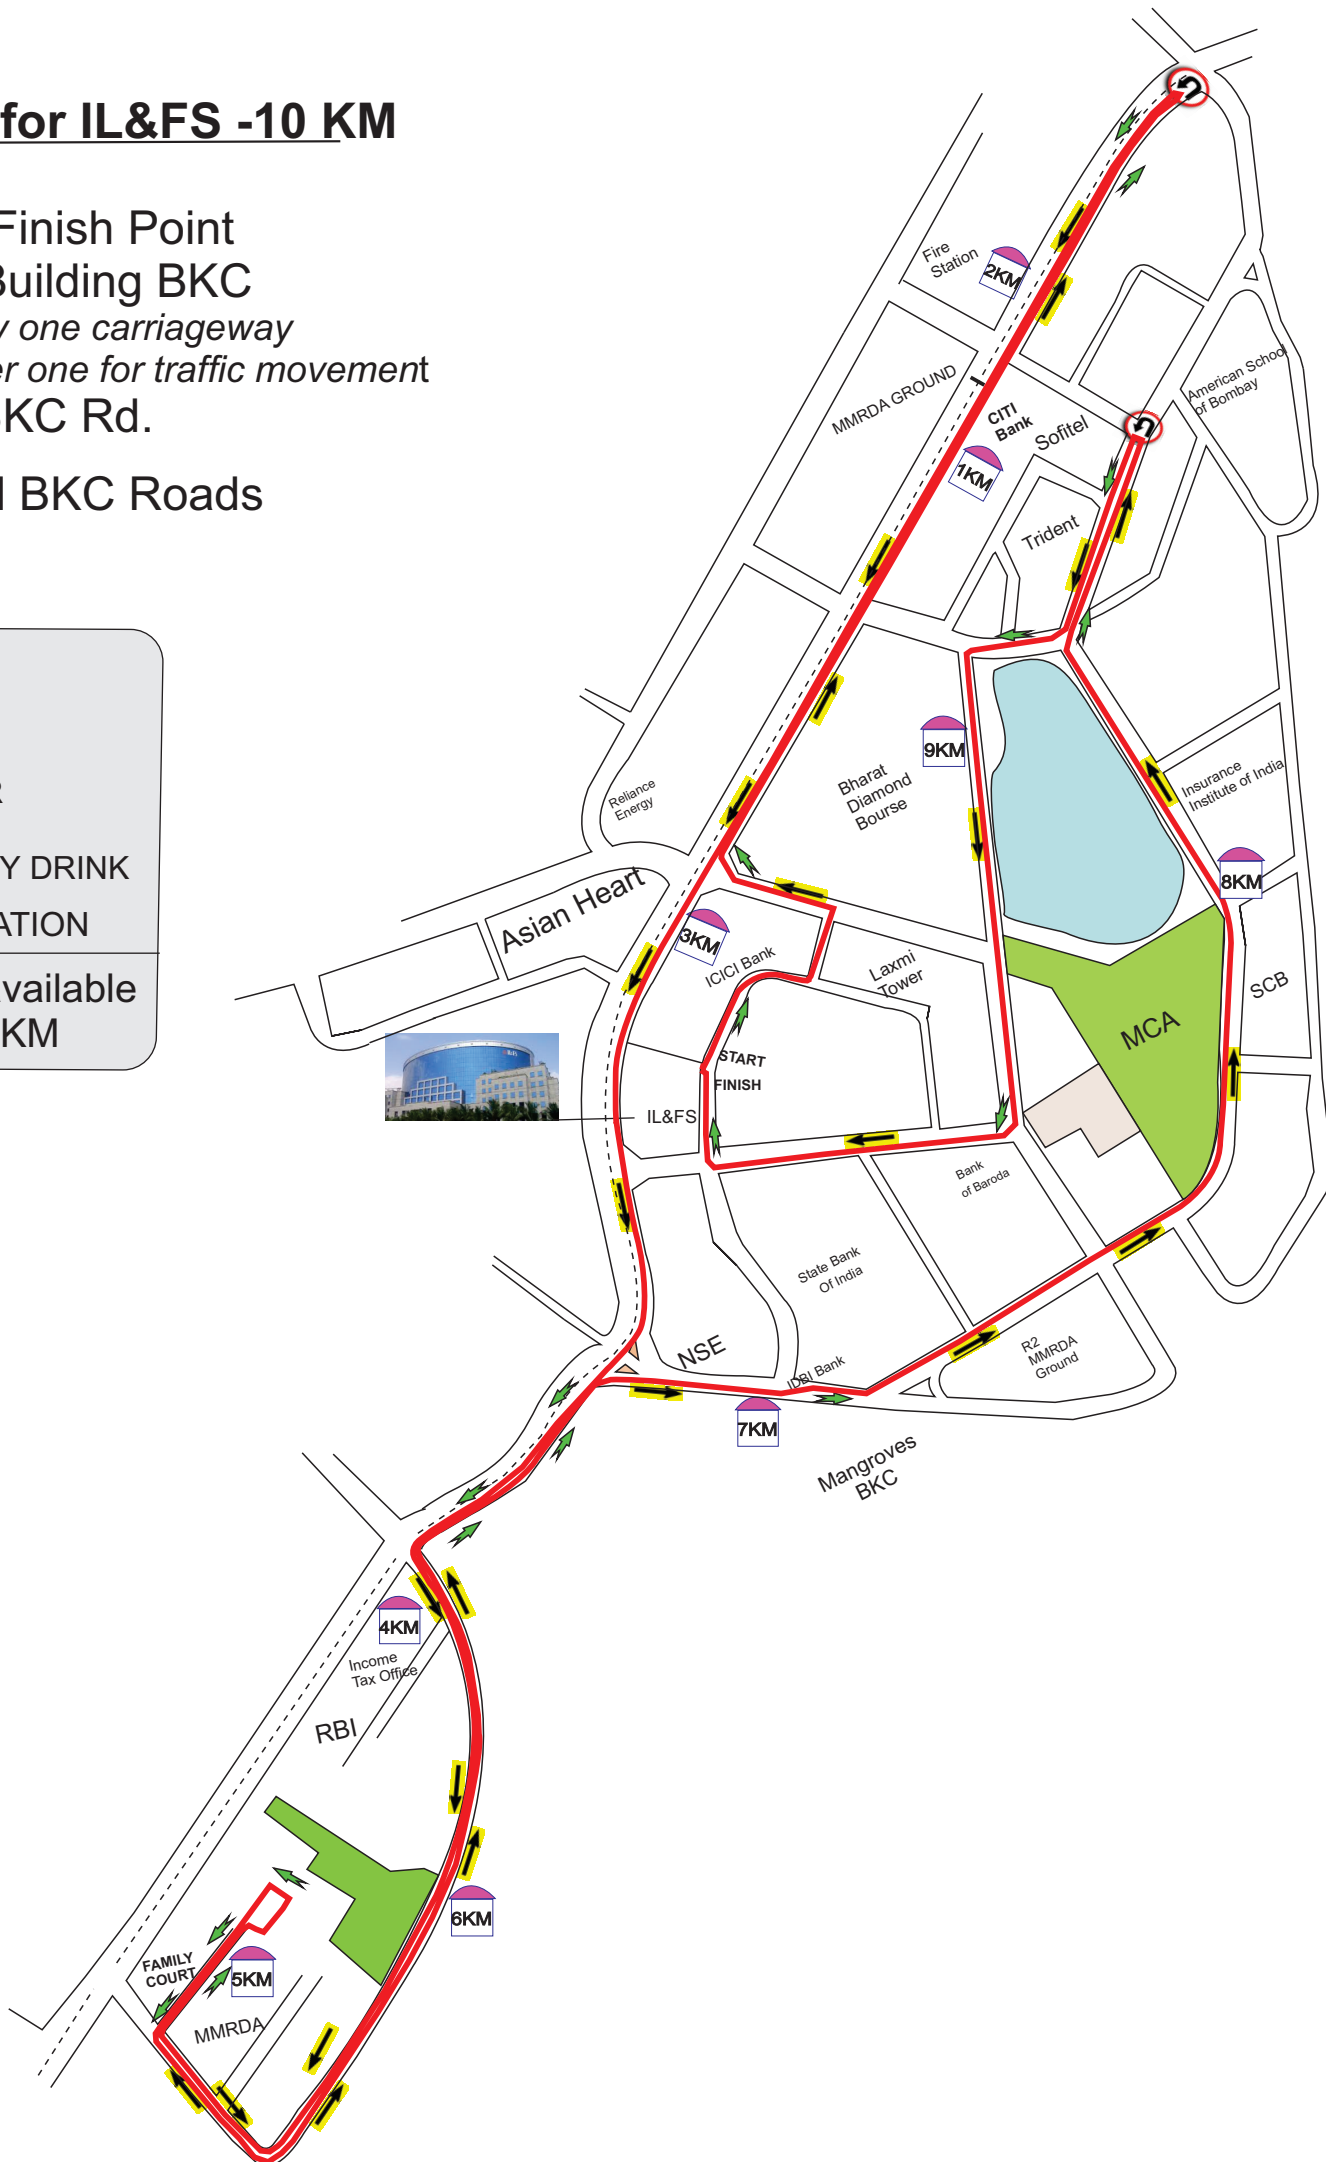 for IL&FS -10 KM
Finish Point
Building BKC
y one carriageway
er one for traffic movement
BKC Rd.
BKC Roads
R
Y DRINK
ATION
available
KM
Fire
Station
2KM
MMRDA GROUND
CITI
Bank
Sofitel
1KM
American School
of Bombay
Trident
Reliance
Energy
Bharat
Diamond
Bourse
9KM
Insurance
Institute of India
8KM
Asian Heart
3KM
ICICI Bank
Laxmi
Tower
SCB
MCA
START
FINISH
IL&FS
Bank
of Baroda
State Bank
Of India
NSE
IDBI Bank
R2
MMRDA
Ground
7KM
Mangroves
BKC
4KM
Income
Tax Office
RBI
6KM
FAMILY
COURT
5KM
MMRDA